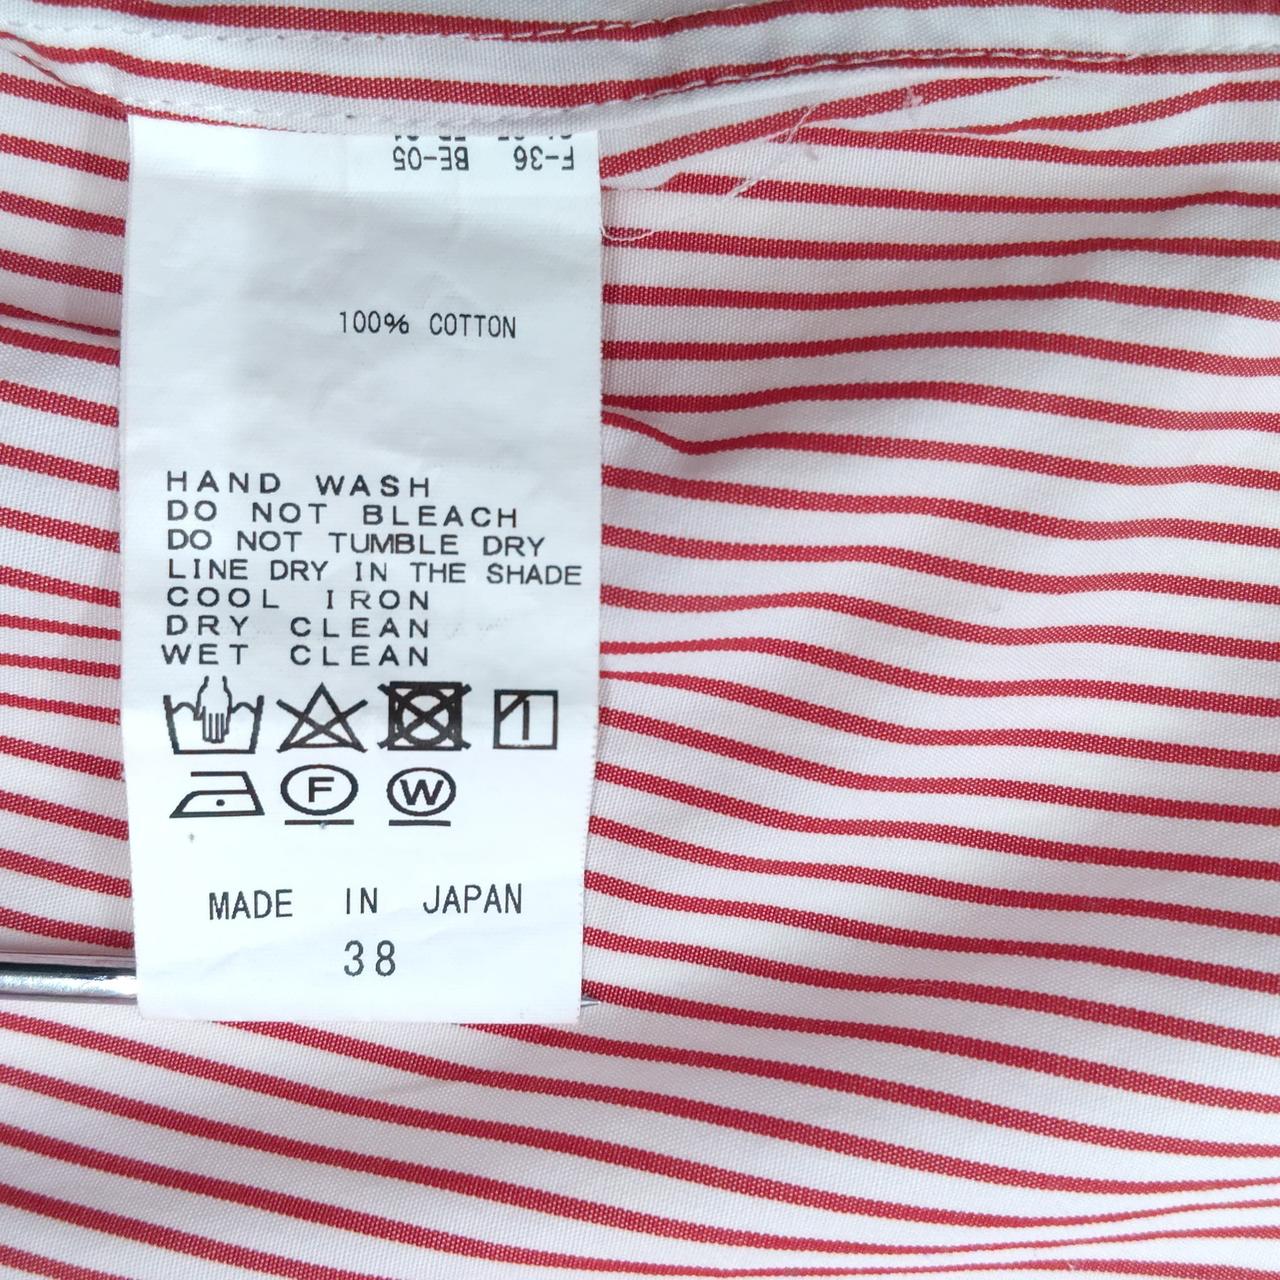 F-36 BE-05
100% COTTON
HAND WASH
DO NOT BLEACH
DO NOT TUMBLE DRY
LINE DRY IN THE SHADE
COOL IRON
DRY CLEAN
WET CLEAN
F W
MADE IN JAPAN
38